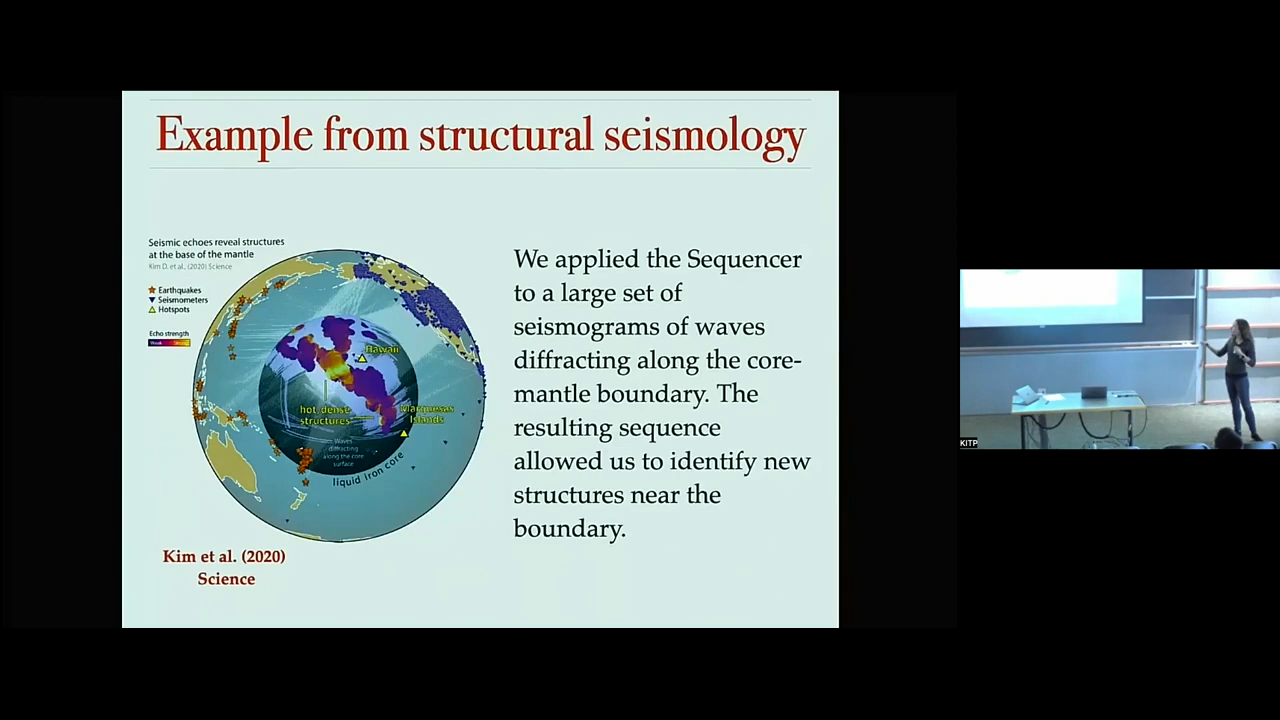 Example from structural seismology
Seismic echoes reveal structures
at the base of the mantle
Kim D. et al., (2020) Science
Earthquakes
Seismometers
Hotspots
Echo strength
Weak
Hawaii
hot, dense
structures
Marquesas
Islands
Waves
diffracting
along the core
surface
liquid iron core
Kim et al. (2020)
Science
We applied the Sequencer
to a large set of
seismograms of waves
diffracting along the core-
mantle boundary. The
resulting sequence
allowed us to identify new
structures near the
boundary.
KITP